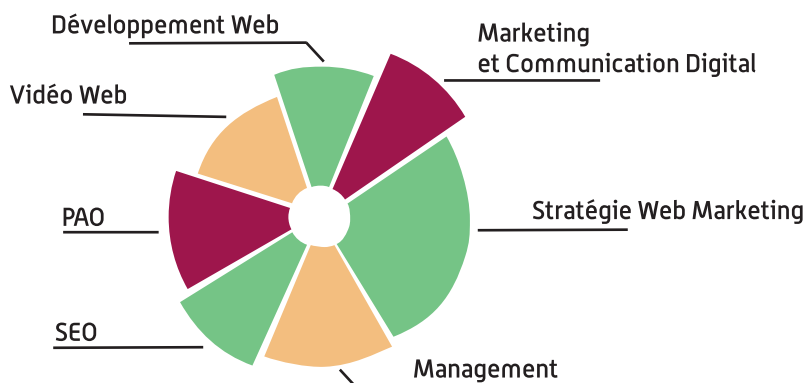 Développement Web
Marketing
et Communication Digital
Vidéo Web
Stratégie Web Marketing
PAO
SEO
Management